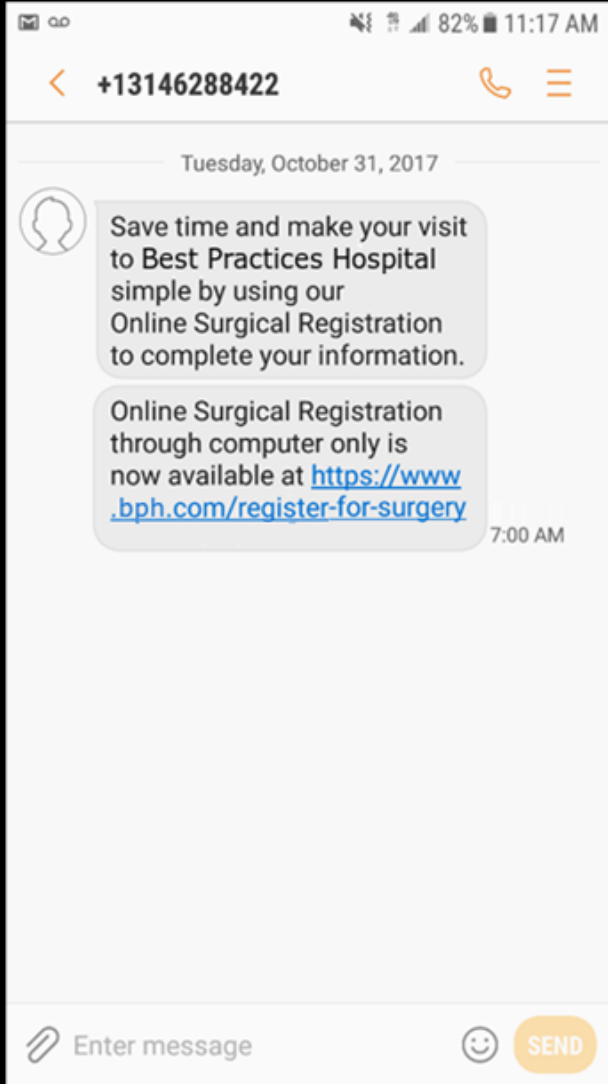 82% 11:17 AM
+13146288422
Tuesday, October 31, 2017
Save time and make your visit
to Best Practices Hospital
simple by using our
Online Surgical Registration
to complete your information.
Online Surgical Registration
through computer only is
now available at https://www
.bph.com/register-for-surgery
7:00 AM
Enter message
SEND